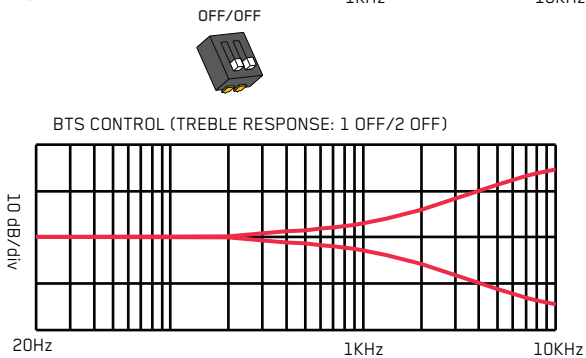 OFF/OFF
BTS CONTROL (TREBLE RESPONSE: 1 OFF/2 OFF)
10 dB/div
20Hz 1KHz 10KHz